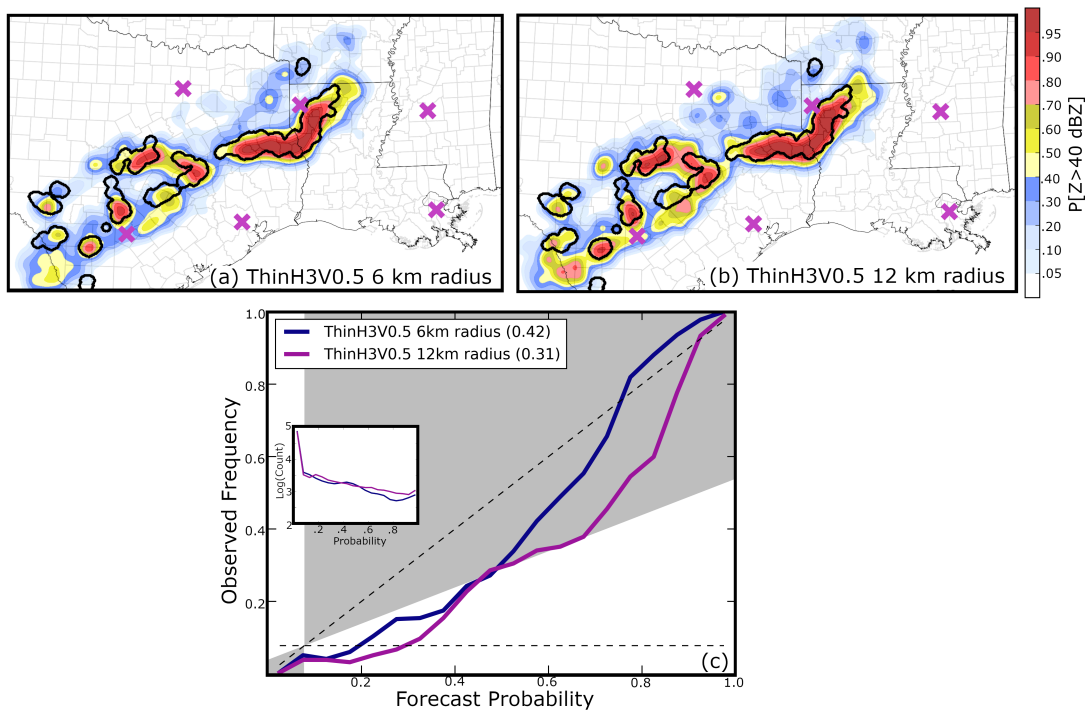 (a) ThinH3V0.5 6 km radius
(b) ThinH3V0.5 12 km radius
.95
.90
.80
.70
.60
.50
.40
.30
.20
.10
.05
P[Z>40 dBZ]
ThinH3V0.5 6km radius (0.42)
ThinH3V0.5 12km radius (0.31)
1.0
0.8
0.6
0.4
0.2
Observed Frequency
5
4
3
2
Log(Count)
.2 .4 .6 .8
Probability
(c)
0.2 0.4 0.6 0.8 1.0
Forecast Probability